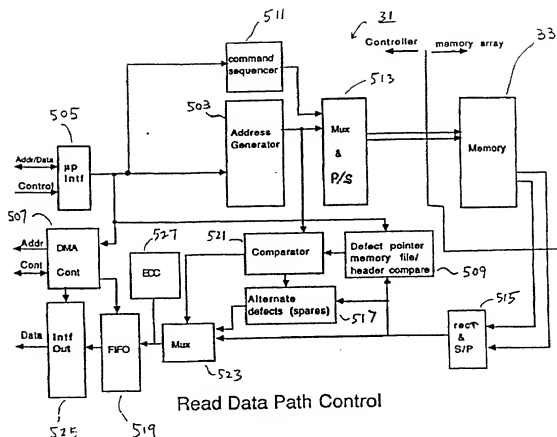 511
31
Controller
memory array
33
command
sequencer
503
513
505
Address
Generator
Mux
&
P/S
Memory
Addr/Data
µp
Intf
Control
507
527
521
Addr
DMA
Cont
Cont
ECC
Comparator
Defect pointer
memory file/
header compare
509
Alternate
defects (spares)
517
515
rec
& S/P
Data
Intf
Out
FIFO
Mux
523
525
519
Read Data Path Control